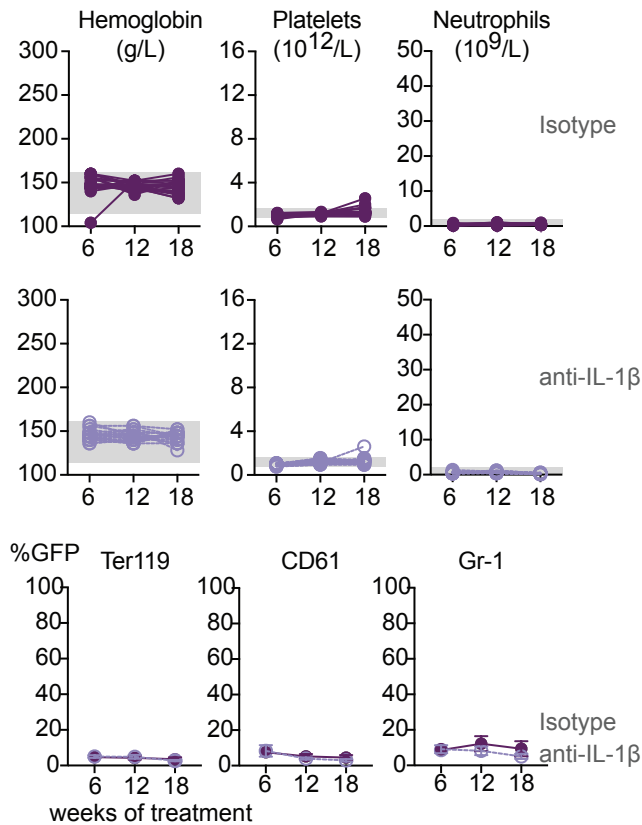 Hemoglobin Platelets Neutrophils
(g/L) (10^12/L) (10^9/L)
300 16 50
250 12 40
200 8 30
150 4 20
100 0 10
0
6 12 18 6 12 18 6 12 18
Isotype
300 16 50
250 12 40
200 8 30
150 4 20
100 0 10
0
6 12 18 6 12 18 6 12 18
anti-IL-1β
%GFP Ter119 CD61 Gr-1
100 100 100
80 80 80
60 60 60
40 40 40
20 20 20
0 0 0
6 12 18 6 12 18 6 12 18
Isotype
anti-IL-1β
weeks of treatment